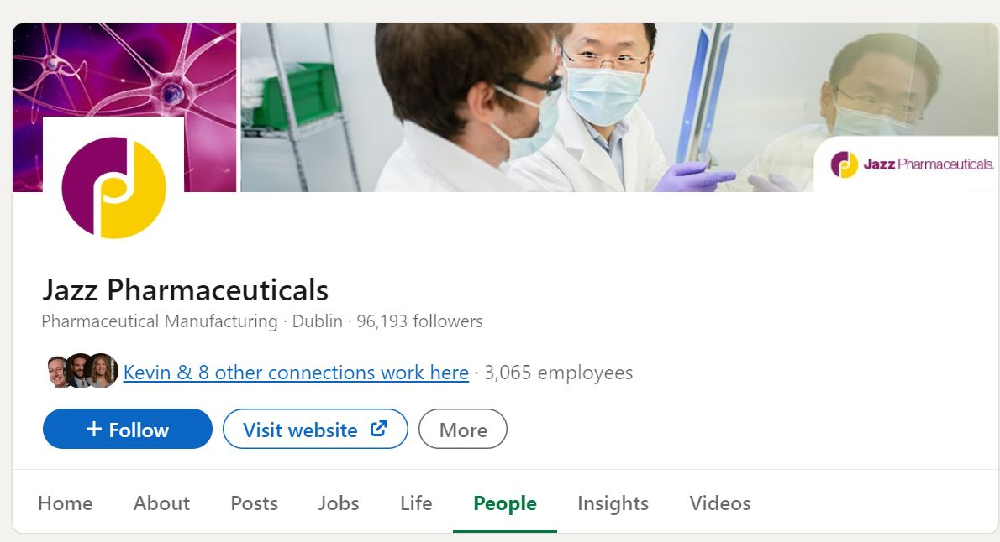 Jazz Pharmaceuticals.
Jazz Pharmaceuticals
Pharmaceutical Manufacturing · Dublin · 96,193 followers
Kevin & 8 other connections work here · 3,065 employees
+ Follow
Visit website
More
Home
About
Posts
Jobs
Life
People
Insights
Videos